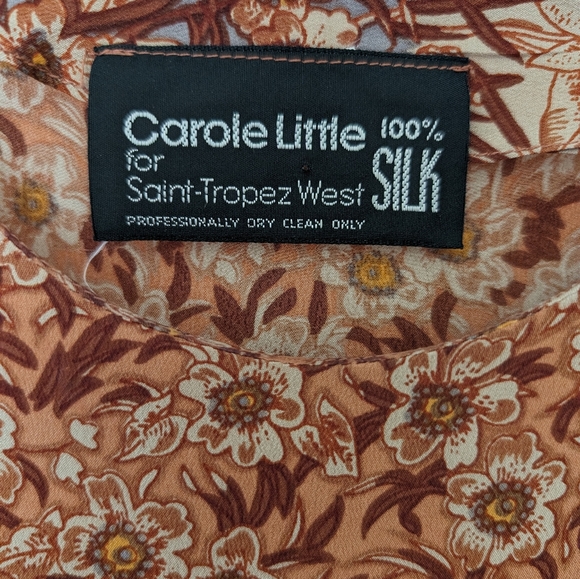 Carole Little 100%
for SILK
Saint-Tropez West
PROFESSIONALLY DRY CLEAN ONLY